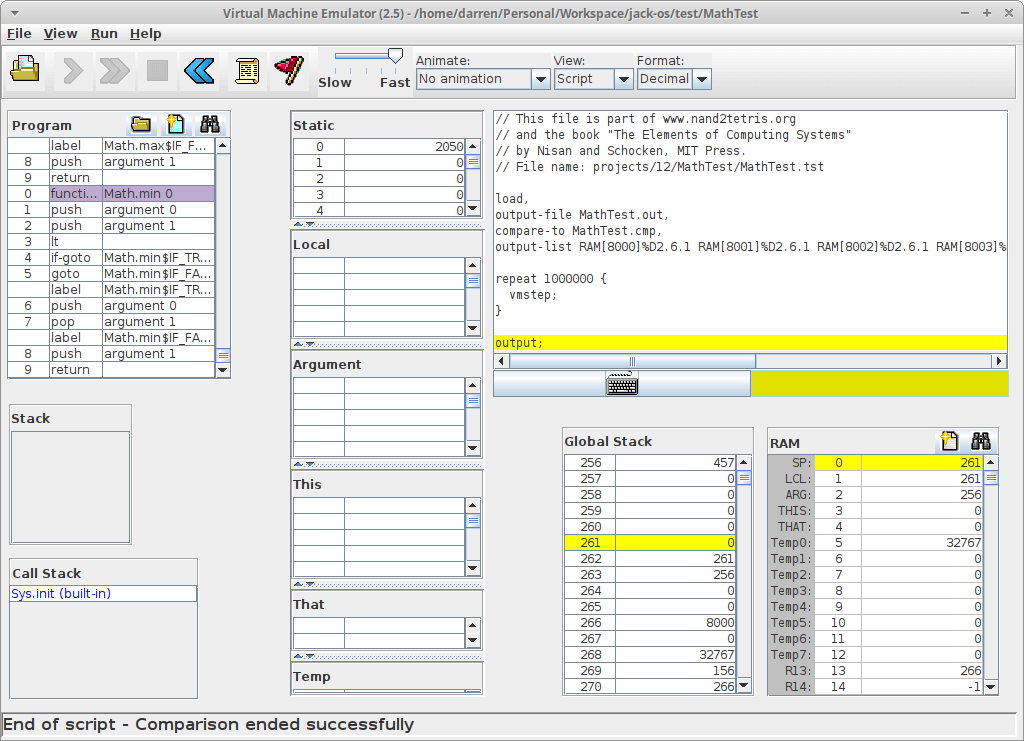 Virtual Machine Emulator (2.5) - /home/darren/Personal/Workspace/jack-os/test/MathTest
File View Run Help
Slow Fast
Animate: View: Format:
No animation Script Decimal
Program
label Math.max$IF_F...
8 push argument 1
9 return
0 functi... Math.min 0
1 push argument 0
2 push argument 1
3 lt
4 if-goto Math.min$IF_TR...
5 goto Math.min$IF_FA...
label Math.min$IF_TR...
6 push argument 0
7 pop argument 1
label Math.min$IF_FA...
8 push argument 1
9 return
Stack
Call Stack
Sys.init (built-in)
Static
0 2050
1 0
2 0
3 0
4 0
Local
Argument
This
That
Temp
// This file is part of www.nand2tetris.org
// and the book "The Elements of Computing Systems"
// by Nisan and Schocken, MIT Press.
// File name: projects/12/MathTest/MathTest.tst
load,
output-file MathTest.out,
compare-to MathTest.cmp,
output-list RAM[8000]%D2.6.1 RAM[8001]%D2.6.1 RAM[8002]%D2.6.1 RAM[8003]%
repeat 1000000 {
vmstep;
}
output;
Global Stack
256 457
257 0
258 0
259 0
260 0
261 0
262 261
263 256
264 0
265 0
266 8000
267 0
268 32767
269 156
270 266
RAM
SP: 0 261
LCL: 1 261
ARG: 2 256
THIS: 3 0
THAT: 4 0
Temp0: 5 32767
Temp1: 6 0
Temp2: 7 0
Temp3: 8 0
Temp4: 9 0
Temp5: 10 0
Temp6: 11 0
Temp7: 12 0
R13: 13 266
R14: 14 -1
End of script - Comparison ended successfully